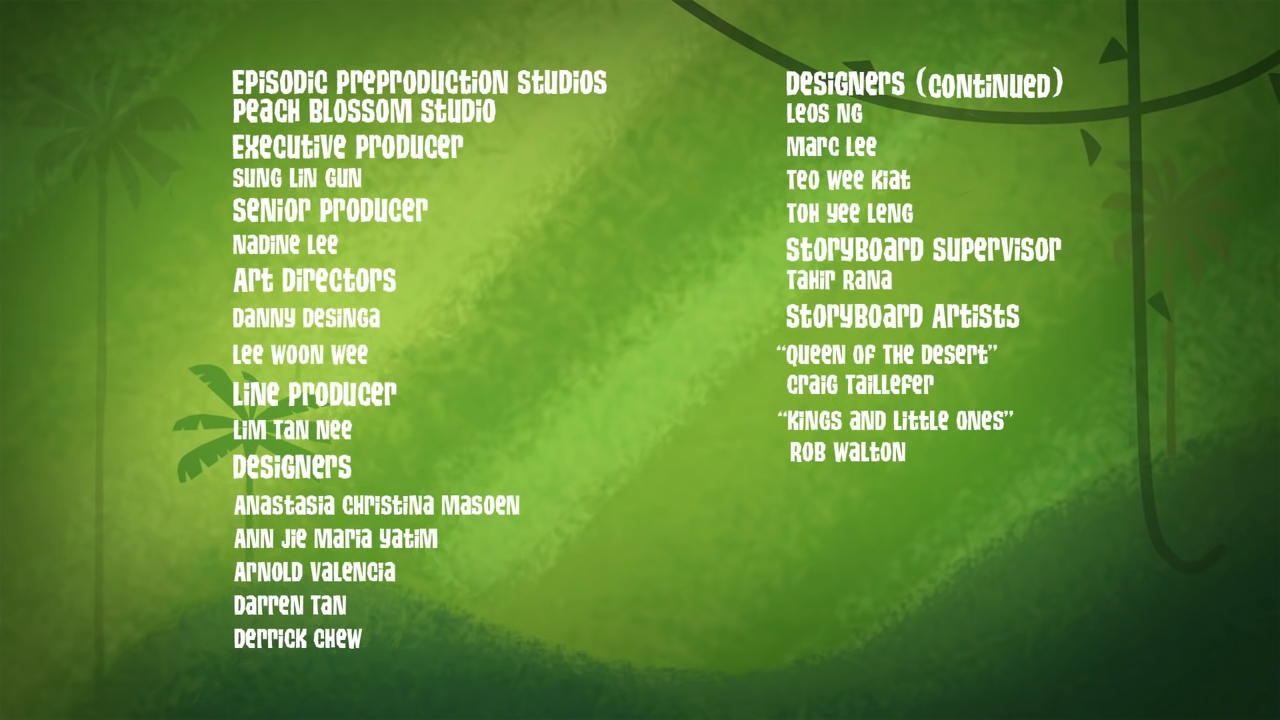 Episodic Preproduction Studios
Peach Blossom Studio
Executive Producer
Sung Lin Gun
Senior Producer
Nadine Lee
Art Directors
Danny Desinga
Lee Woon Wee
Line Producer
Lim Tan Nee
Designers
Anastasia Christina Masoen
Ann Jie Maria Yatim
Arnold Valencia
Darren Tan
Derrick Chew
Designers (Continued)
Leos Ng
Marc Lee
Teo Wee Kiat
Toh Yee Leng
Storyboard Supervisor
Tahir Rana
Storyboard Artists
“Queen of the Desert”
Craig Taillefer
“Kings and Little Ones”
Rob Walton